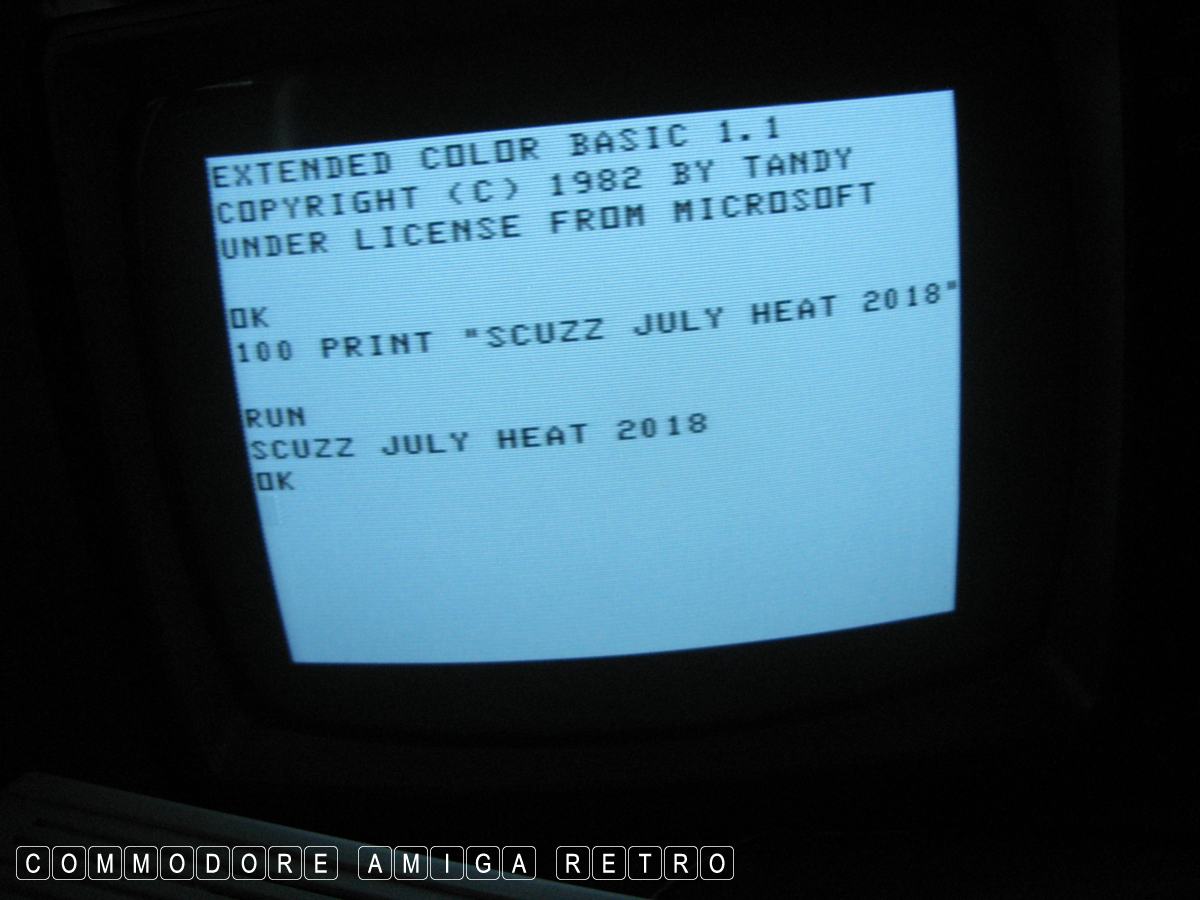 EXTENDED COLOR BASIC 1.1
COPYRIGHT (C) 1982 BY TANDY
UNDER LICENSE FROM MICROSOFT
OK
100 PRINT "SCUZZ JULY HEAT 2018"
RUN
SCUZZ JULY HEAT 2018
OK
COMMODORE AMIGA RETRO